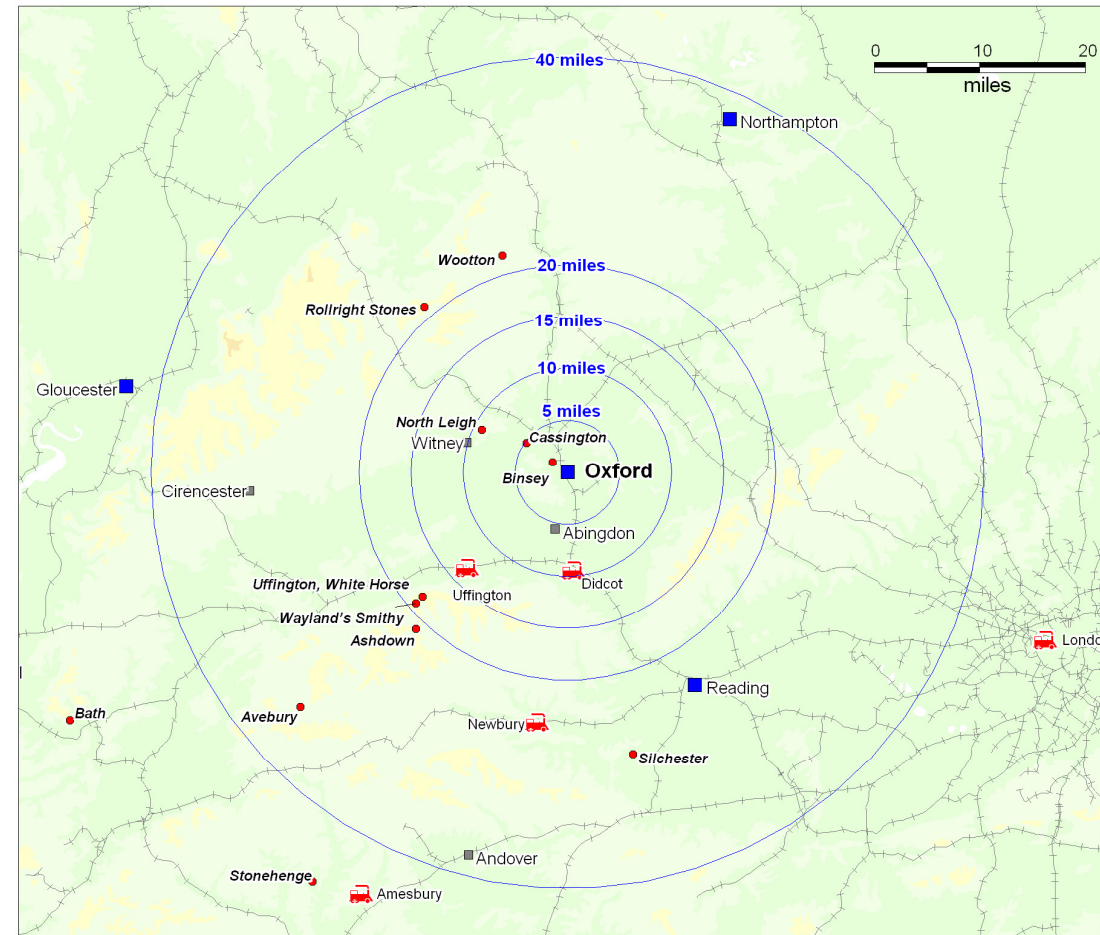 40 miles
0 10 20
miles
Northampton
Wootton
20 miles
Rollright Stones
15 miles
10 miles
Gloucester
5 miles
North Leigh
Cassington
Witney
Oxford
Binsey
Cirencester
Abingdon
Uffington, White Horse
Didcot
Uffington
Wayland's Smithy
Ashdown
Londo
Reading
Bath
Avebury
Newbury
Silchester
Andover
Stonehenge
Amesbury